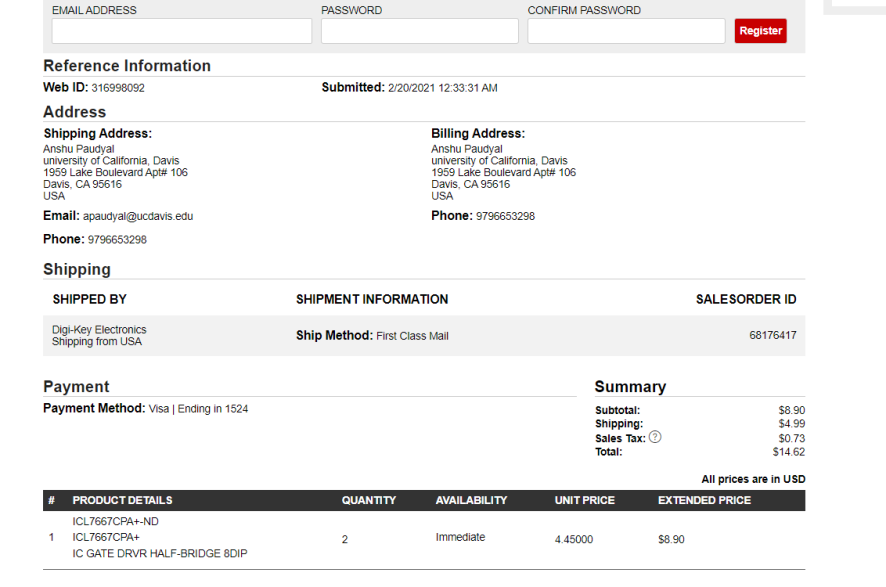 EMAIL ADDRESS PASSWORD CONFIRM PASSWORD
Register
Reference Information
Web ID: 316998092 Submitted: 2/20/2021 12:33:31 AM
Address
Shipping Address: Billing Address:
Anshu Paudyal Anshu Paudyal
university of California, Davis university of California, Davis
1959 Lake Boulevard Apt# 106 1959 Lake Boulevard Apt# 106
Davis, CA 95616 Davis, CA 95616
USA USA
Email: apaudyal@ucdavis.edu Phone: 9796653298
Phone: 9796653298
Shipping
SHIPPED BY SHIPMENT INFORMATION SALESORDER ID
Digi-Key Electronics
Shipping from USA Ship Method: First Class Mail 68176417
Payment Summary
Payment Method: Visa | Ending in 1524
Subtotal: $8.90
Shipping: $4.99
Sales Tax: ? $0.73
Total: $14.62
All prices are in USD
# PRODUCT DETAILS QUANTITY AVAILABILITY UNIT PRICE EXTENDED PRICE
ICL7667CPA+-ND
1 ICL7667CPA+ 2 Immediate 4.45000 $8.90
IC GATE DRVR HALF-BRIDGE 8DIP